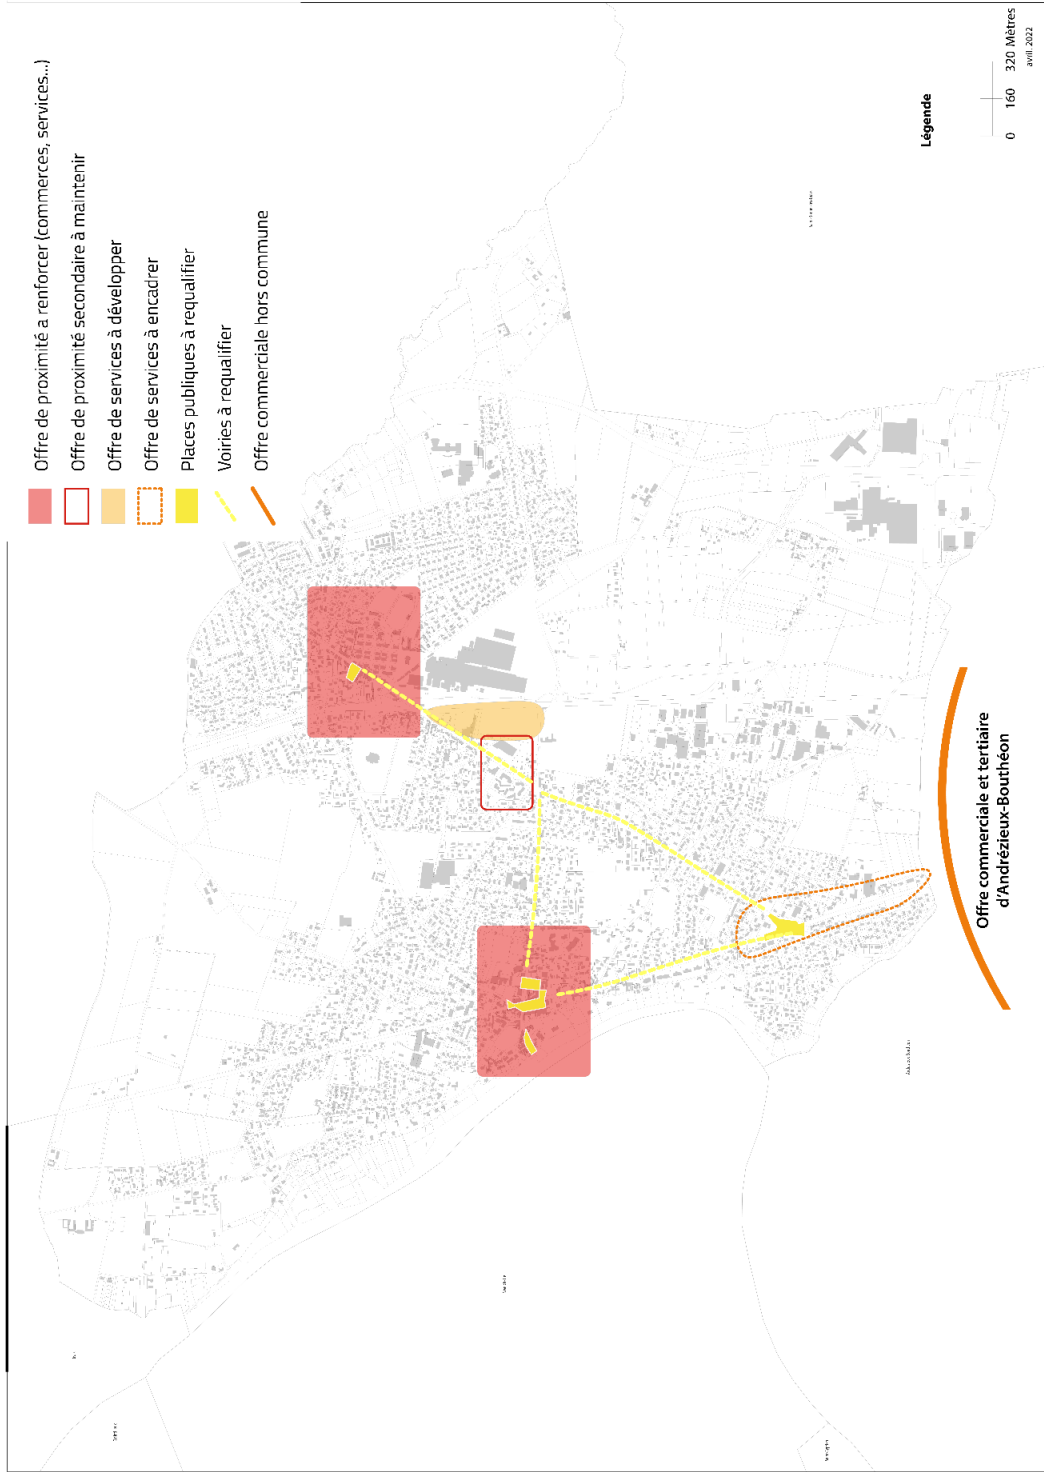 Offre de proximité a renforcer (commerces, services...)
Offre de proximité secondaire à maintenir
Offre de services à développer
Offre de services à encadrer
Places publiques à requalifier
Voiries à requalifier
Offre commerciale hors commune
Légende
0 160 320 Mètres
avril. 2022
Offre commerciale et tertiaire
d'Andrézieux-Bouthéon